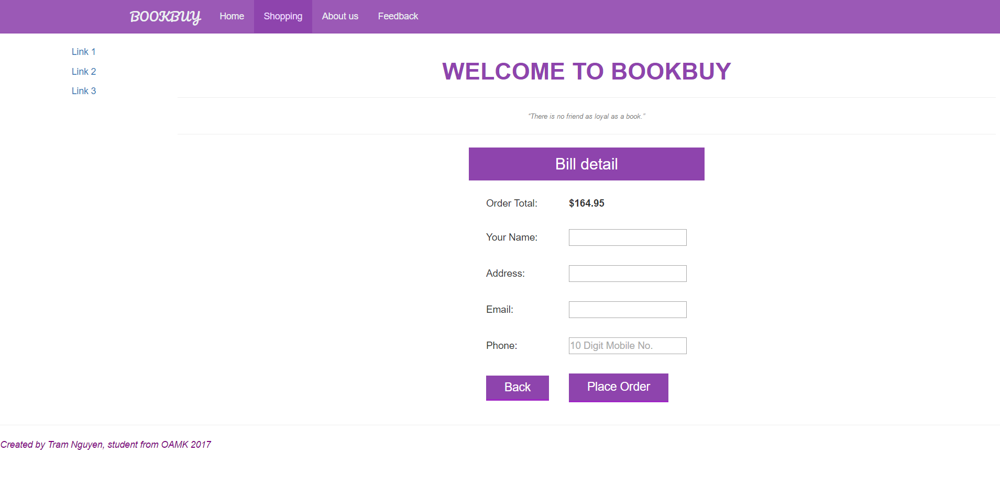 BOOKBUY Home Shopping About us Feedback
Link 1
Link 2
Link 3
WELCOME TO BOOKBUY
“There is no friend as loyal as a book.”
Bill detail
Order Total: $164.95
Your Name:
Address:
Email:
Phone: 10 Digit Mobile No.
Back Place Order
Created by Tram Nguyen, student from OAMK 2017